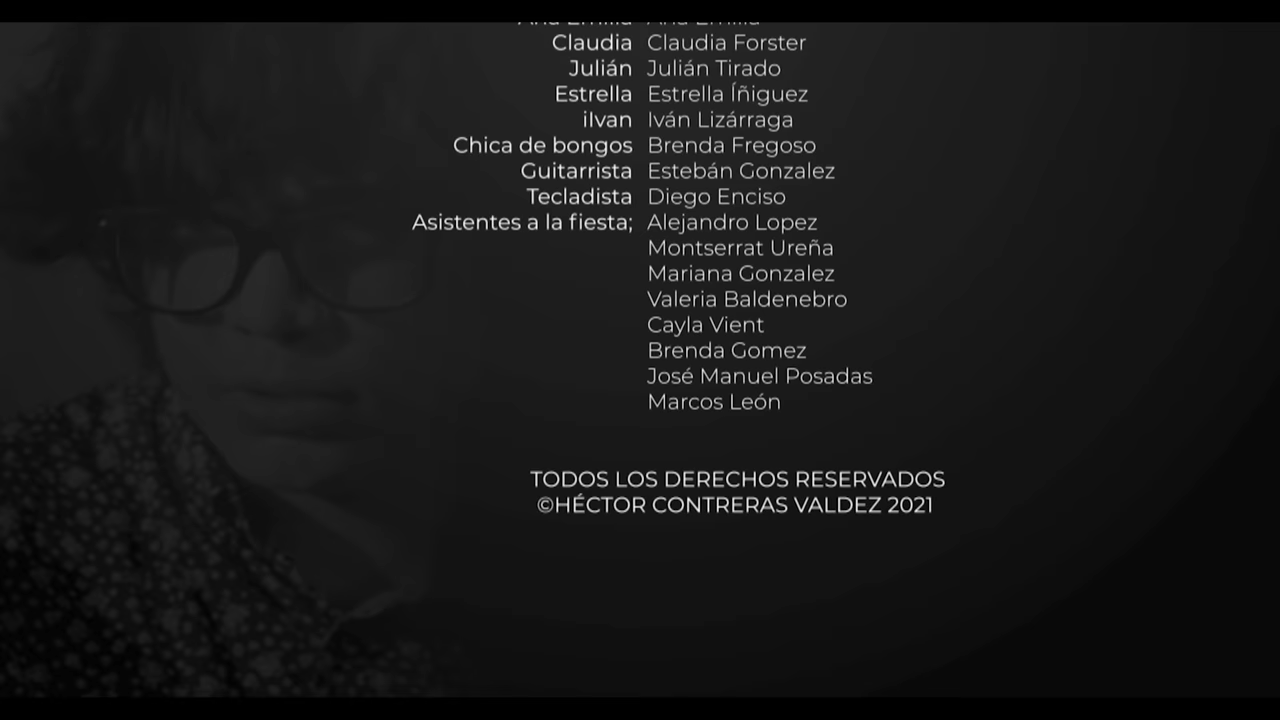 Claudia Claudia Forster
Julián Julián Tirado
Estrella Estrella Íñiguez
iIvan Iván Lizárraga
Chica de bongos Brenda Fregoso
Guitarrista Estebán Gonzalez
Tecladista Diego Enciso
Asistentes a la fiesta; Alejandro Lopez
Montserrat Ureña
Mariana Gonzalez
Valeria Baldenebro
Cayla Vient
Brenda Gomez
José Manuel Posadas
Marcos León
TODOS LOS DERECHOS RESERVADOS
©HÉCTOR CONTRERAS VALDEZ 2021